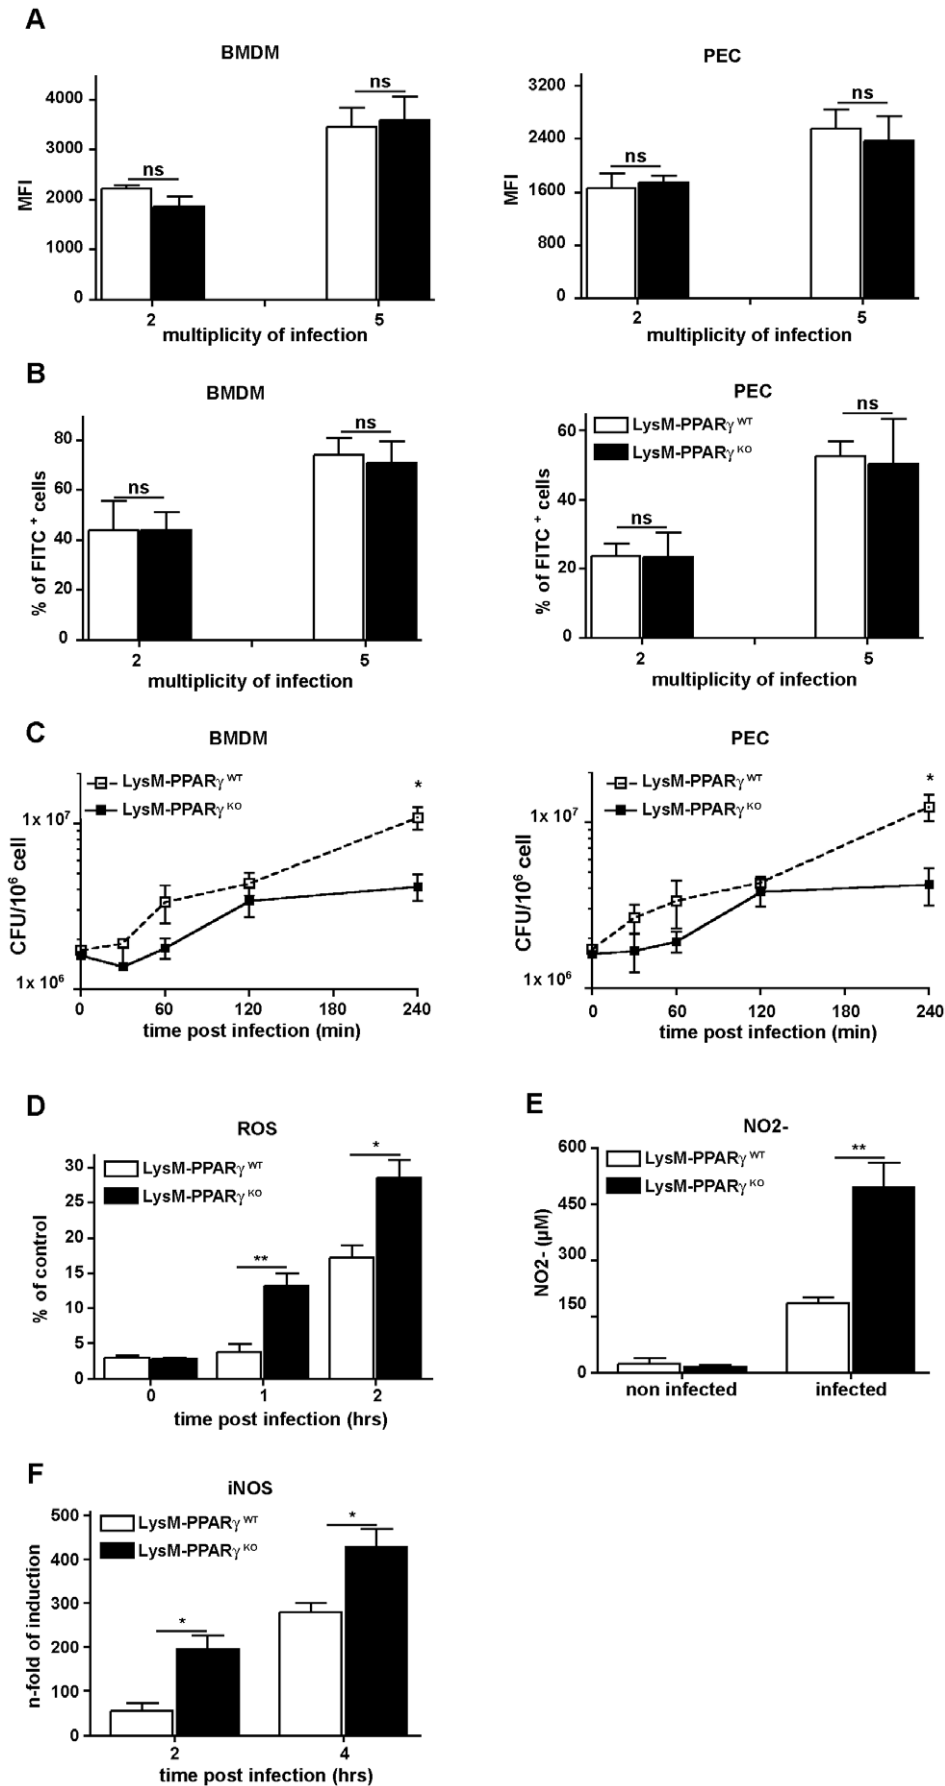 A
BMDM
PEC
4000
3000
2000
1000
0
MFI
ns
ns
2
5
multiplicity of infection
3200
2400
1600
800
0
MFI
ns
ns
2
5
multiplicity of infection
B
BMDM
PEC
80
60
40
20
0
% of FITC + cells
ns
ns
2
5
multiplicity of infection
LysM-PPARγ WT
LysM-PPARγ KO
60
40
20
0
% of FITC + cells
ns
ns
2
5
multiplicity of infection
C
BMDM
PEC
LysM-PPARγ WT
LysM-PPARγ KO
*
1x 10^7
1x 10^6
CFU/10^6 cell
0 60 120 180 240
time post infection (min)
LysM-PPARγ WT
LysM-PPARγ KO
*
1x 10^7
1x 10^6
CFU/10^6 cell
0 60 120 180 240
time post infection (min)
D
ROS
LysM-PPARγ WT
LysM-PPARγ KO
30
25
20
15
10
5
0
% of control
**
*
0 1 2
time post infection (hrs)
E
NO2-
LysM-PPARγ WT
LysM-PPARγ KO
600
450
300
150
0
NO2- (µM)
**
non infected
infected
F
iNOS
LysM-PPARγ WT
LysM-PPARγ KO
500
400
300
200
100
0
n-fold of induction
*
*
2 4
time post infection (hrs)